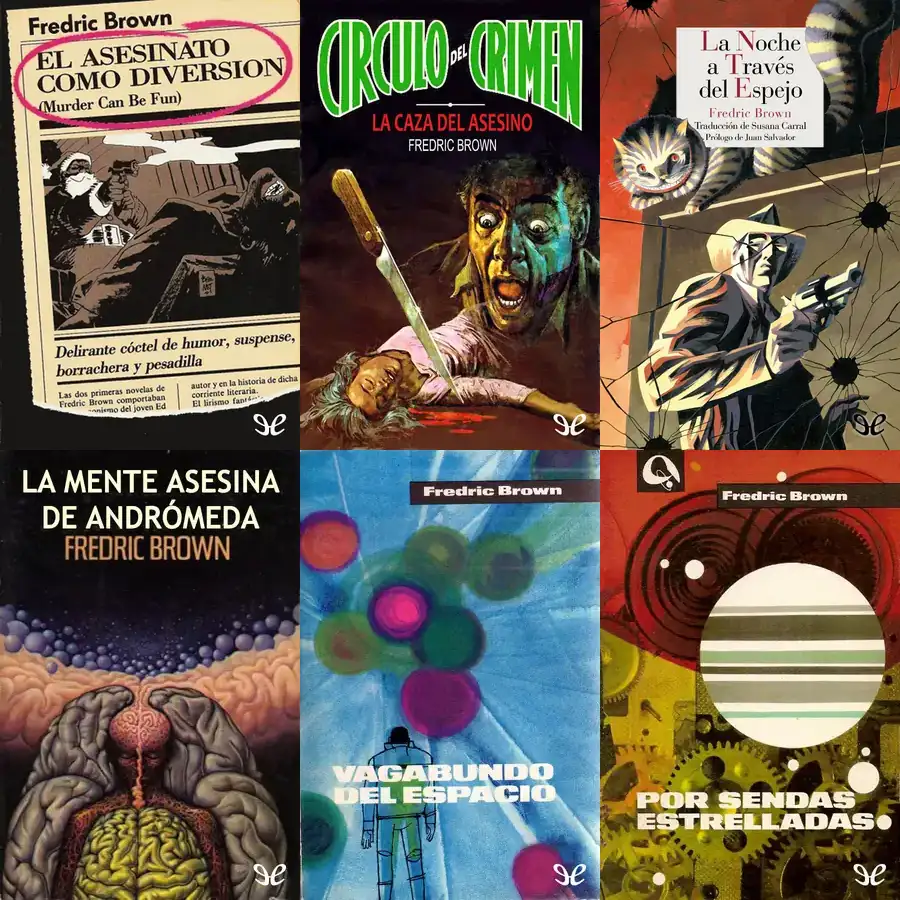 Fredric Brown
EL ASESINATO
COMO DIVERSION
(Murder Can Be Fun)
Delirante cóctel de humor, suspense,
borrachera y pesadilla
Las dos primeras novelas de
Fredric Brown comportaban
onismo del joven Ed
autor y en la historia de dicha
corriente literaria.
El lirismo
CIRCULO DEL CRIMEN
LA CAZA DEL ASESINO
FREDRIC BROWN
La Noche
a Través
del Espejo
Fredric Brown
Traducción de Susana Carral
Prólogo de Juan Salvador
LA MENTE ASESINA
DE ANDRÓMEDA
FREDRIC BROWN
Fredric Brown
VAGABUNDO
DEL ESPACIO
Fredric Brown
POR SENDAS
ESTRELLADAS